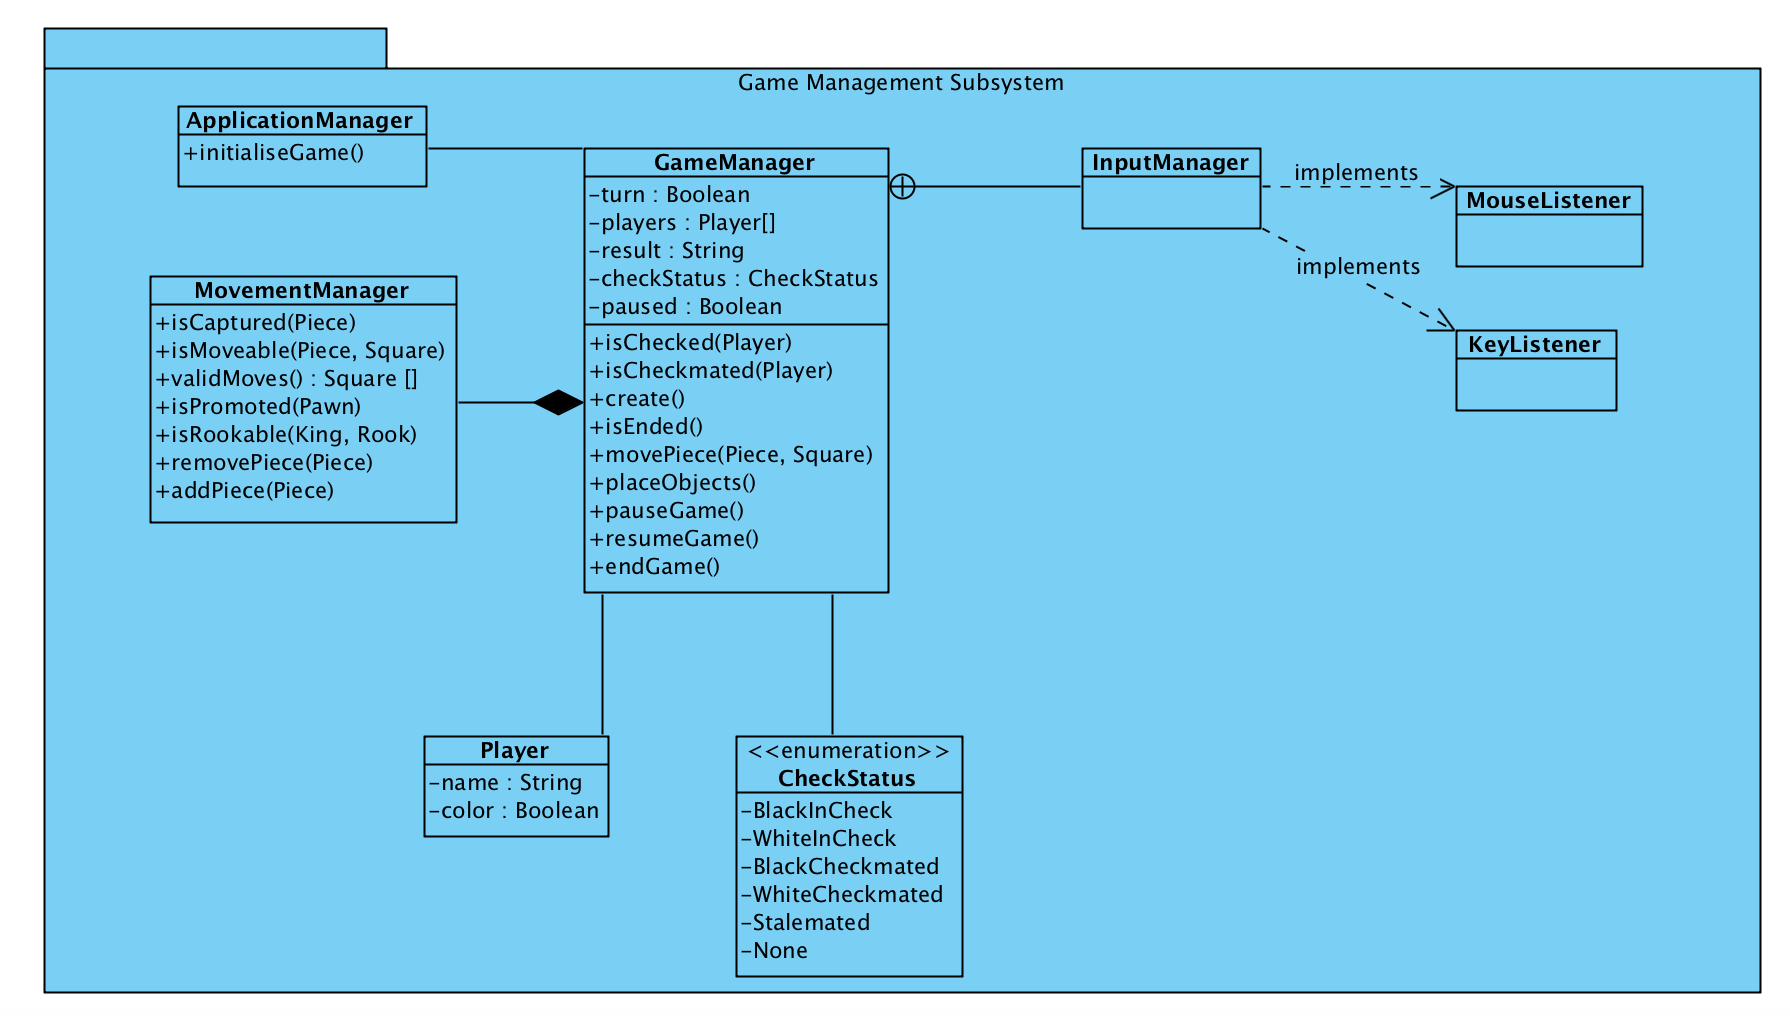 Game Management Subsystem
ApplicationManager
+initialiseGame()
GameManager
-turn : Boolean
-players : Player[]
-result : String
-checkStatus : CheckStatus
-paused : Boolean
+isChecked(Player)
+isCheckmated(Player)
+create()
+isEnded()
+movePiece(Piece, Square)
+placeObjects()
+pauseGame()
+resumeGame()
+endGame()
InputManager
implements
MouseListener
implements
KeyListener
MovementManager
+isCaptured(Piece)
+isMoveable(Piece, Square)
+validMoves() : Square []
+isPromoted(Pawn)
+isRookable(King, Rook)
+removePiece(Piece)
+addPiece(Piece)
Player
-name : String
-color : Boolean
<<enumeration>>
CheckStatus
-BlackInCheck
-WhiteInCheck
-BlackCheckmated
-WhiteCheckmated
-Stalemated
-None